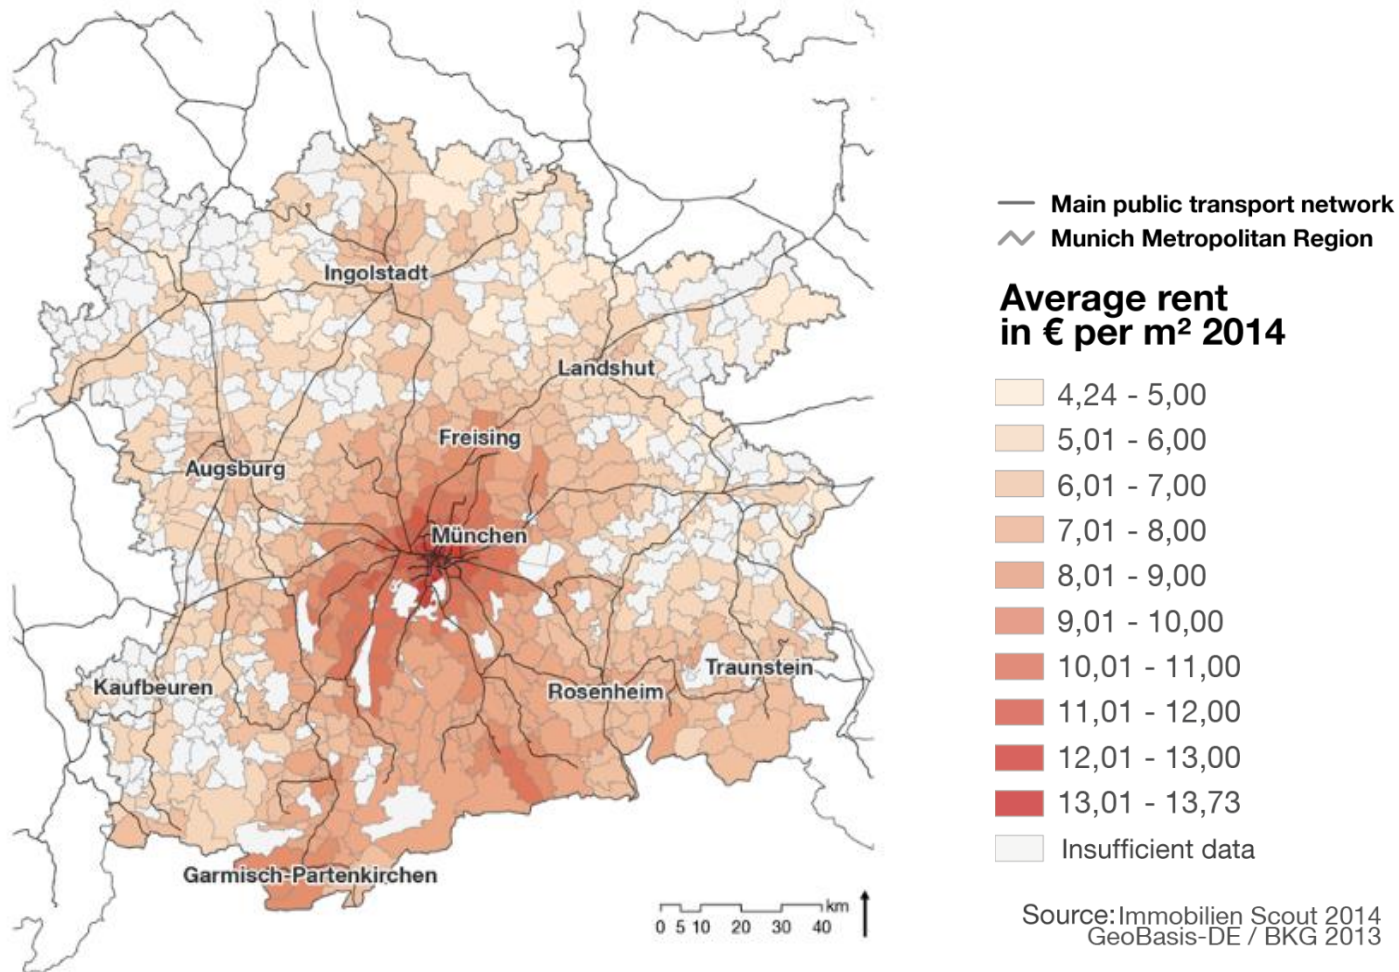 Ingolstadt
Landshut
Freising
Augsburg
München
Kaufbeuren
Traunstein
Rosenheim
Garmisch-Partenkirchen
km
0 5 10 20 30 40
Main public transport network
Munich Metropolitan Region
Average rent
in € per m² 2014
4,24 - 5,00
5,01 - 6,00
6,01 - 7,00
7,01 - 8,00
8,01 - 9,00
9,01 - 10,00
10,01 - 11,00
11,01 - 12,00
12,01 - 13,00
13,01 - 13,73
Insufficient data
Source: Immobilien Scout 2014
GeoBasis-DE / BKG 2013